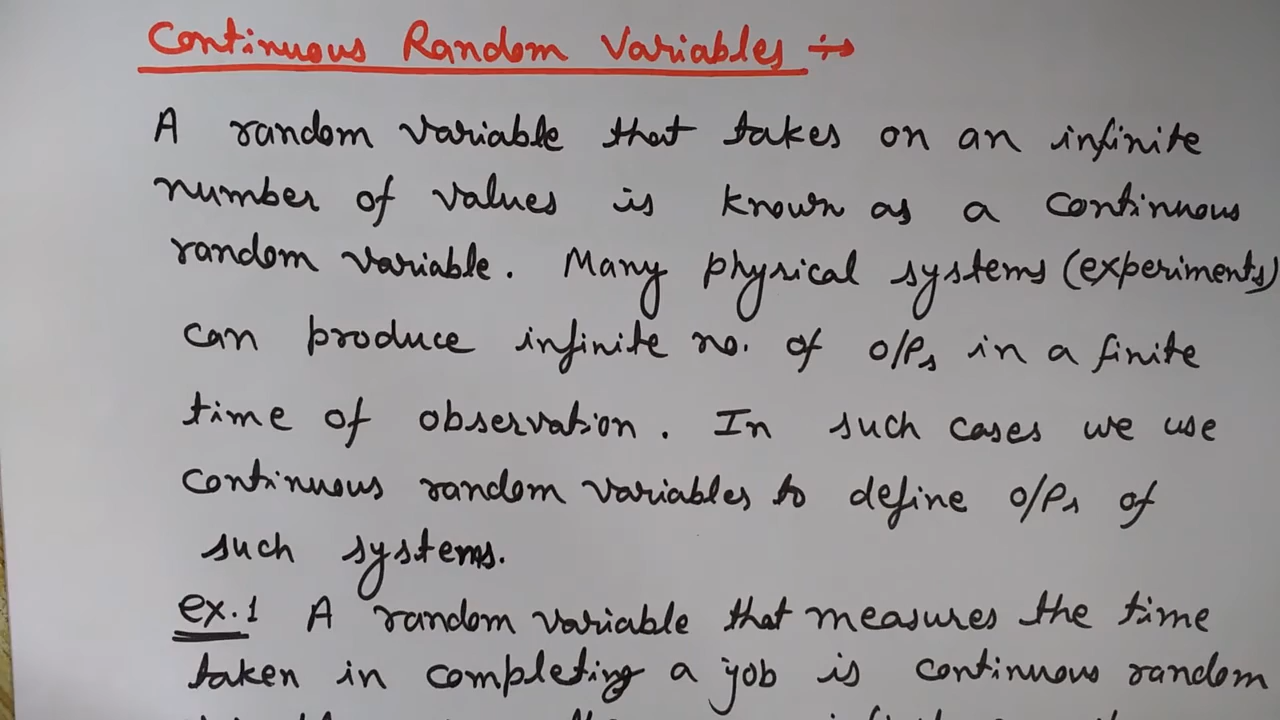 Continuous Random Variables :→
A random variable that takes on an infinite
number of values is known as a continuous
random variable. Many physical systems (experiments)
can produce infinite no. of O/Ps in a finite
time of observation. In such cases we use
continuous random variables to define O/Ps of
such systems.
ex.1 A random variable that measures the time
taken in completing a job is continuous random